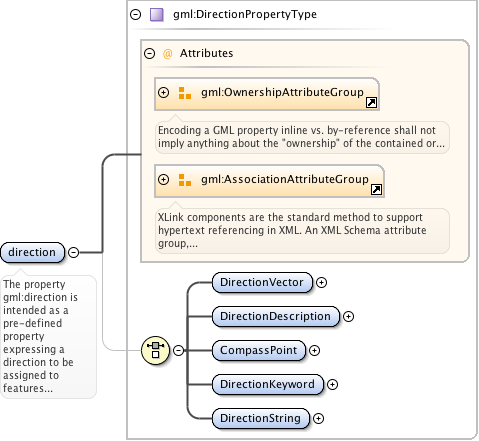 gml:DirectionPropertyType
@ Attributes
gml:OwnershipAttributeGroup
Encoding a GML property inline vs. by-reference shall not
imply anything about the "ownership" of the contained or...
gml:AssociationAttributeGroup
XLink components are the standard method to support
hypertext referencing in XML. An XML Schema attribute
group,...
direction
The property
gml:direction is
intended as a
pre-defined
property
expressing a
direction to be
assigned to
features...
DirectionVector
DirectionDescription
CompassPoint
DirectionKeyword
DirectionString